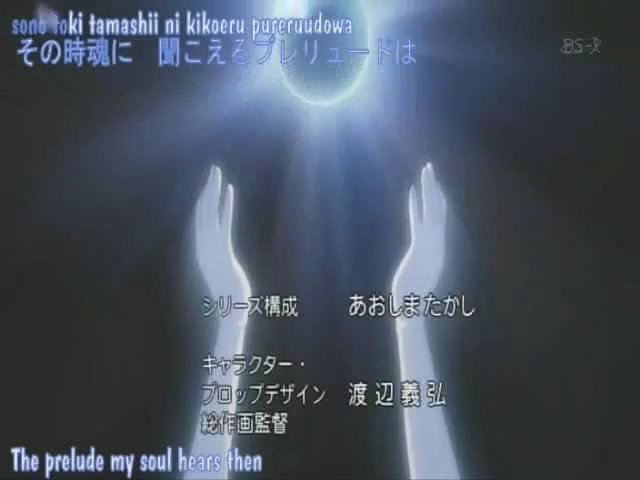 sono toki tamashii ni kikoeru pureruudowa
その時魂に 聞こえるプレリュードは
BS-
シリーズ構成 あおしまたかし
キャラクター・
プロップデザイン 渡辺義弘
総作画監督
The prelude my soul hears then